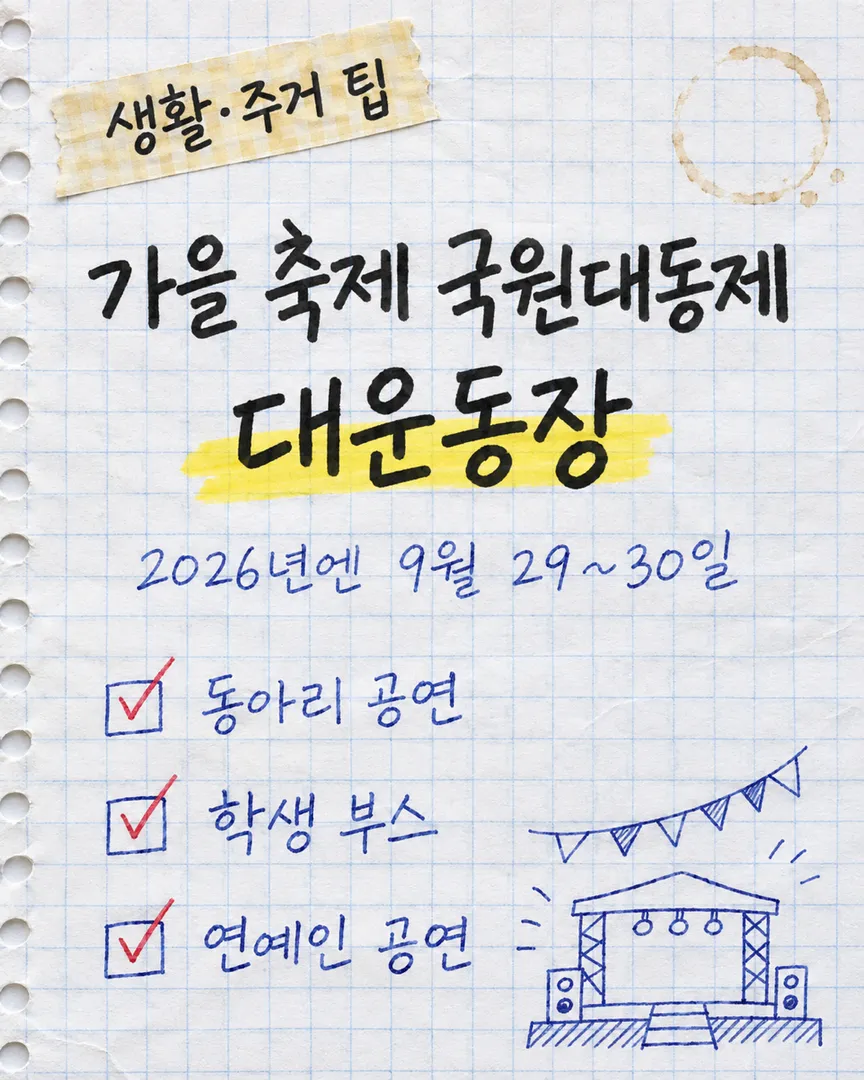 생활·주거 팁
가을 축제 국원대동제
대운동장
2026년엔 9월 29~30일
동아리 공연
학생 부스
연예인 공연